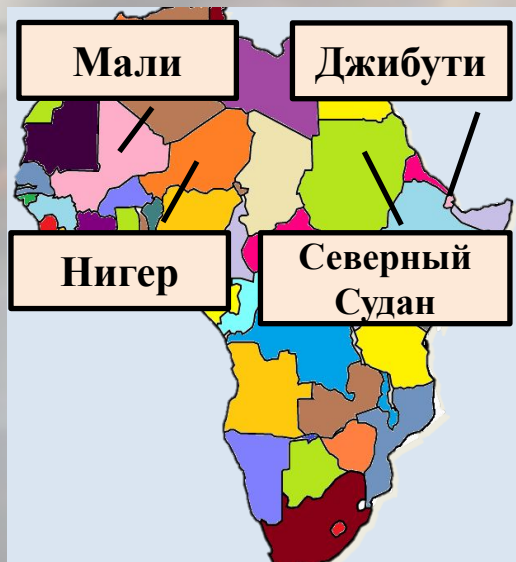 Мали
Джибути
Нигер
Северный
Судан